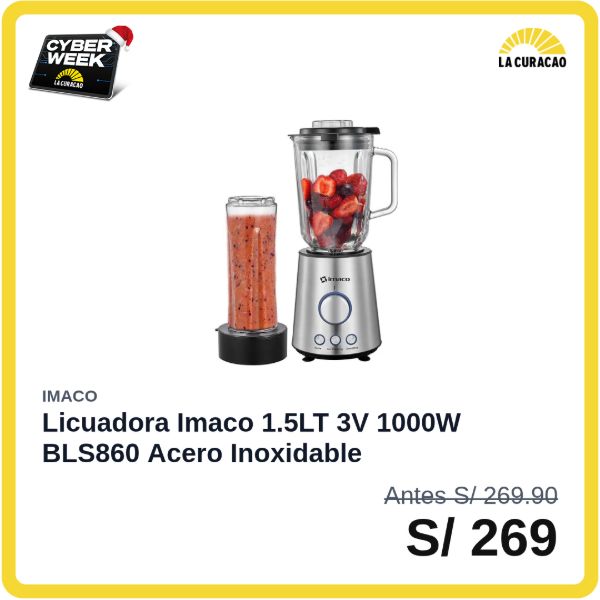 CYBER
WEEK
LA CURACAO
LA CURACAO
imaco
IMACO
Licuadora Imaco 1.5LT 3V 1000W
BLS860 Acero Inoxidable
Antes S/ 269.90
S/ 269